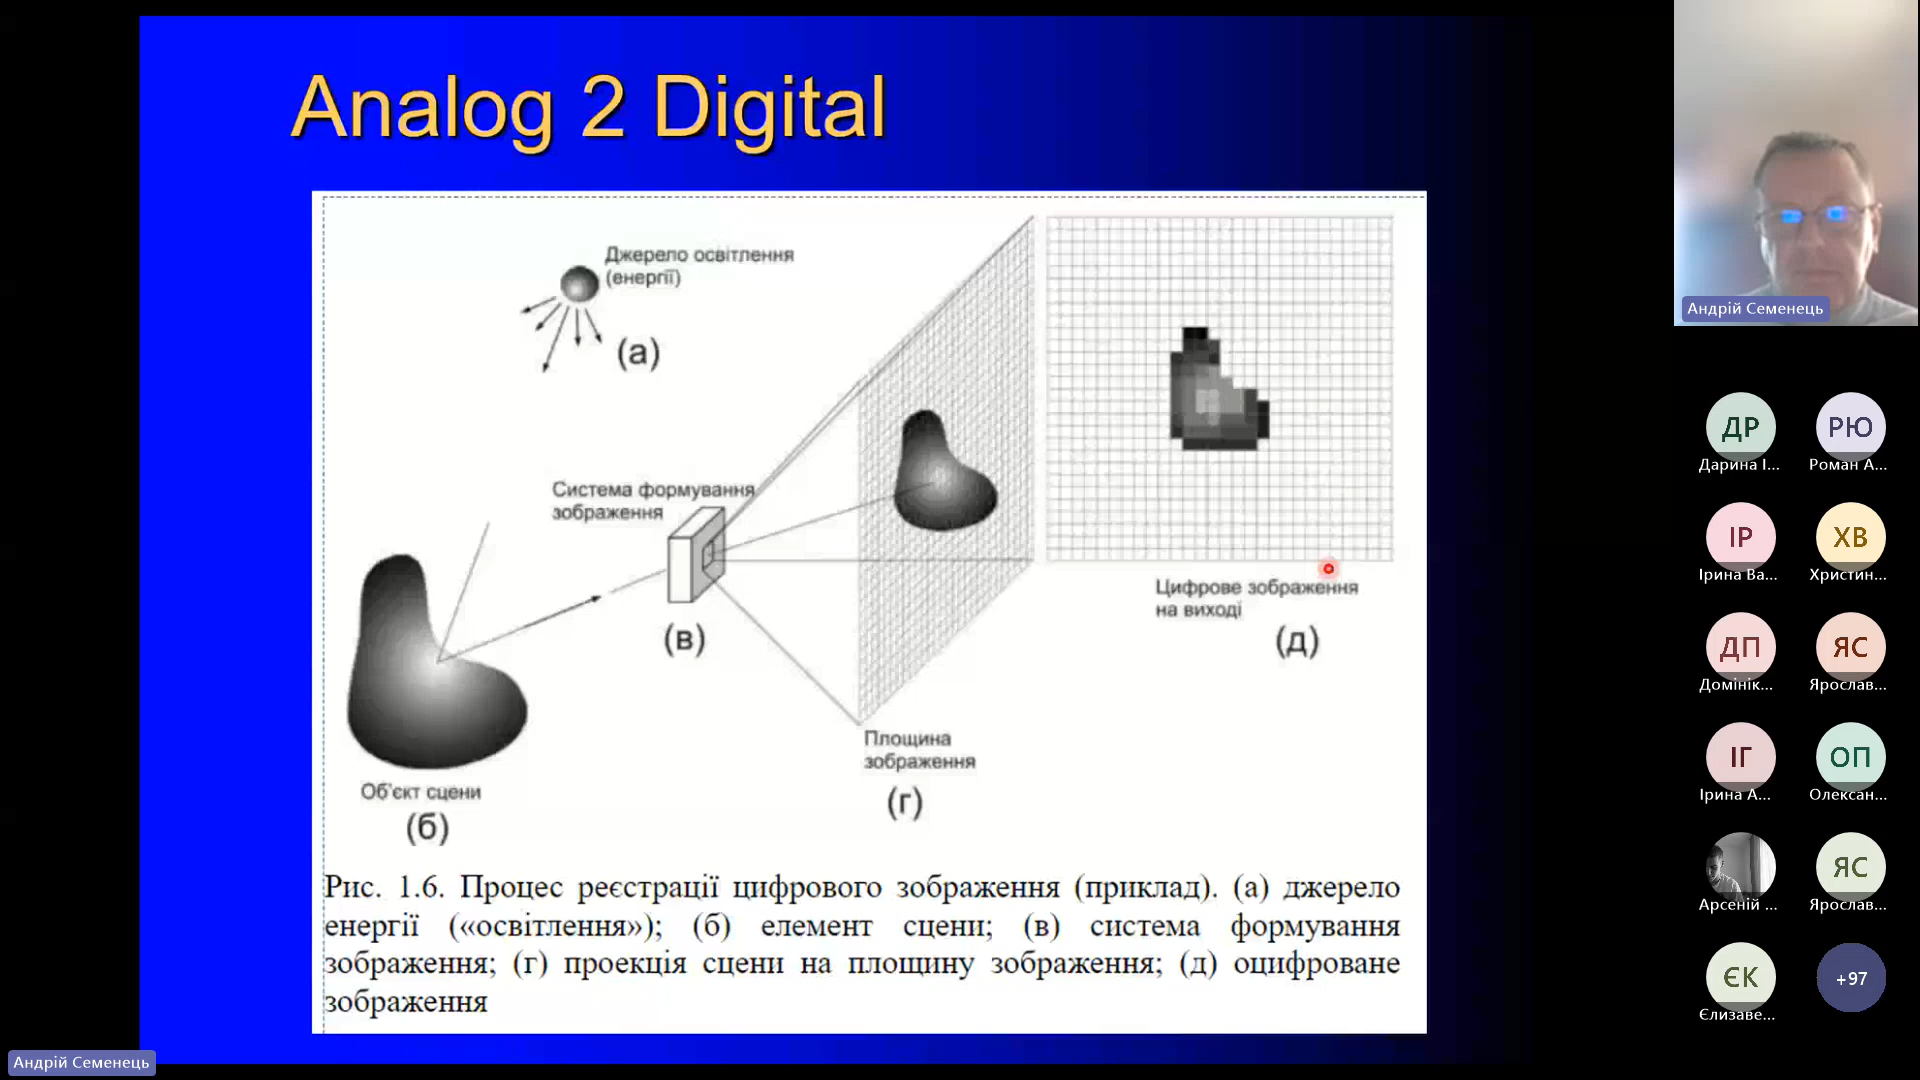 Analog 2 Digital
Джерело освітлення
(енергії)
(а)
Система формування
зображення
(в)
Об'єкт сцени
(б)
Площина
зображення
(г)
Цифрове зображення
на виході
(д)
Рис. 1.6. Процес реєстрації цифрового зображення (приклад). (а) джерело
енергії («освітлення»); (б) елемент сцени; (в) система формування
зображення; (г) проекція сцени на площину зображення; (д) оцифроване
зображення
Андрій Семенець
Андрій Семенець
ДР
РЮ
Дарина І...
Роман А...
ІР
ХВ
Ірина Ва...
Христин...
ДП
ЯС
Домінік...
Ярослав...
ІГ
ОП
Ірина А...
Олексан...
ЯС
Арсеній ...
Ярослав...
ЄК
+97
Єлизаве...